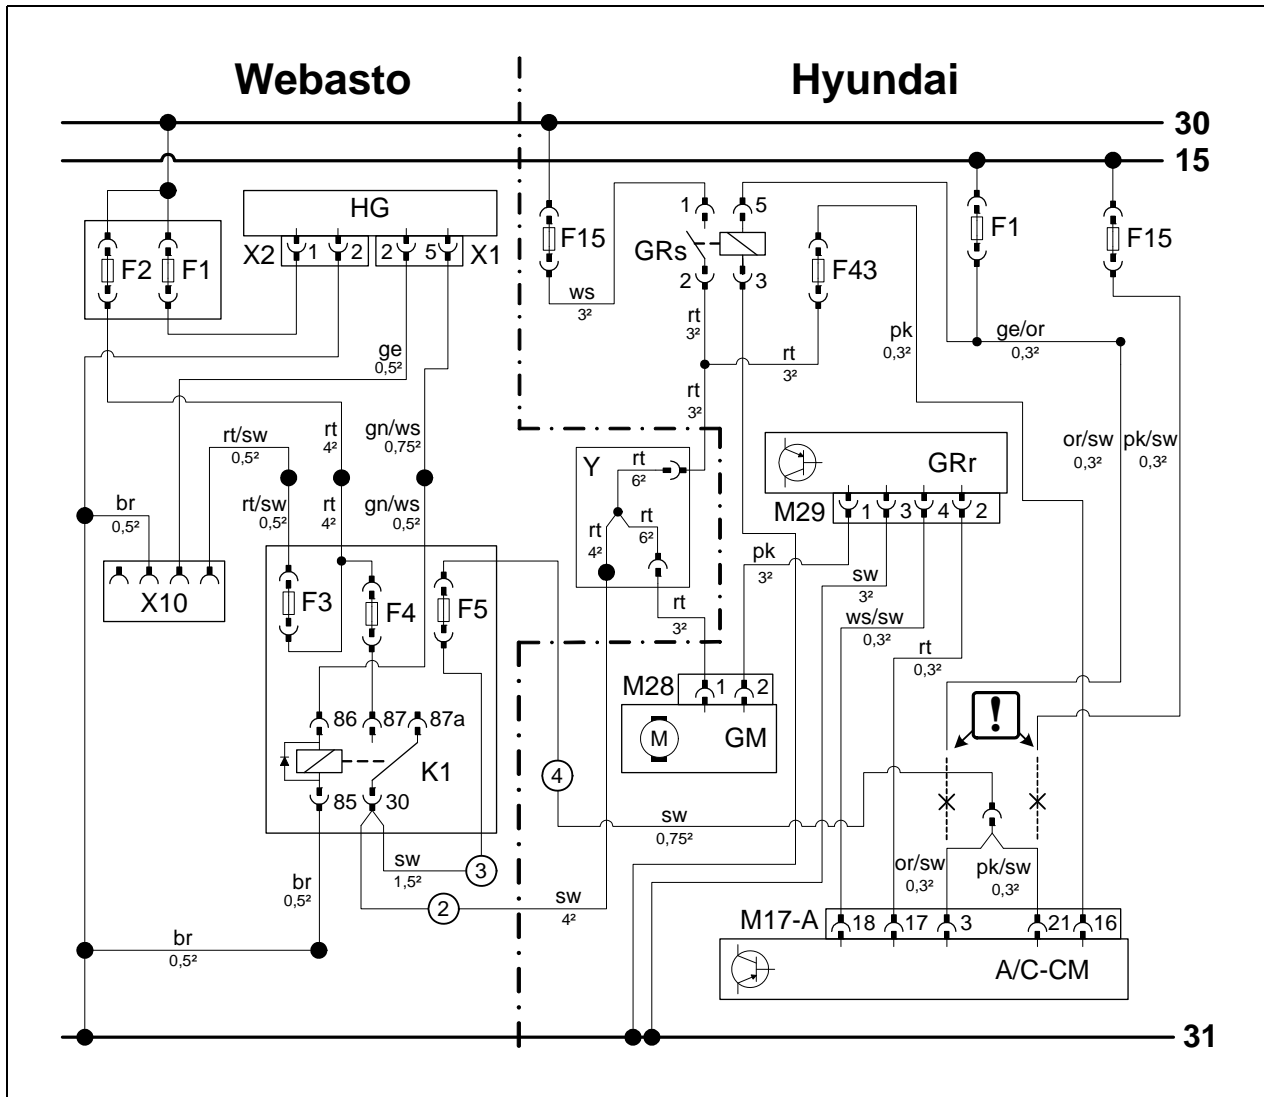 Webasto
Hyundai
30
15
HG
X2 1 2 2 5 X1
F2 F1
F15
ws
3²
1 5
GRs
2 3
F43
F1
F15
rt
3²
rt
3²
rt
3²
pk
0,3²
ge/or
0,3²
ge
0,5²
rt/sw
0,5²
rt
4²
gn/ws
0,75²
or/sw
0,3²
pk/sw
0,3²
br
0,5²
rt/sw
0,5²
rt
4²
gn/ws
0,5²
Y
rt
6²
rt
4²
rt
6²
GRr
M29 1 3 4 2
X10
F3 F4 F5
pk
3²
sw
3²
rt
3²
ws/sw
0,3²
rt
0,3²
M28 1 2
M GM
!
86 87 87a
K1
85 30
4
sw
0,75²
sw
1,5²
3
br
0,5²
2
sw
4²
or/sw
0,3²
pk/sw
0,3²
M17-A 18 17 3 21 16
A/C-CM
br
0,5²
31